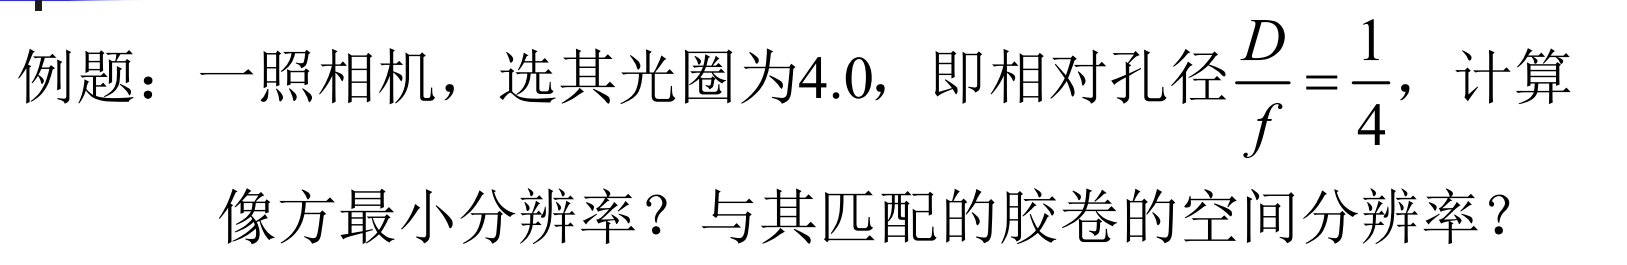 例题：一照相机，选其光圈为4.0，即相对孔径D/f=1/4，计算
像方最小分辨率？与其匹配的胶卷的空间分辨率？